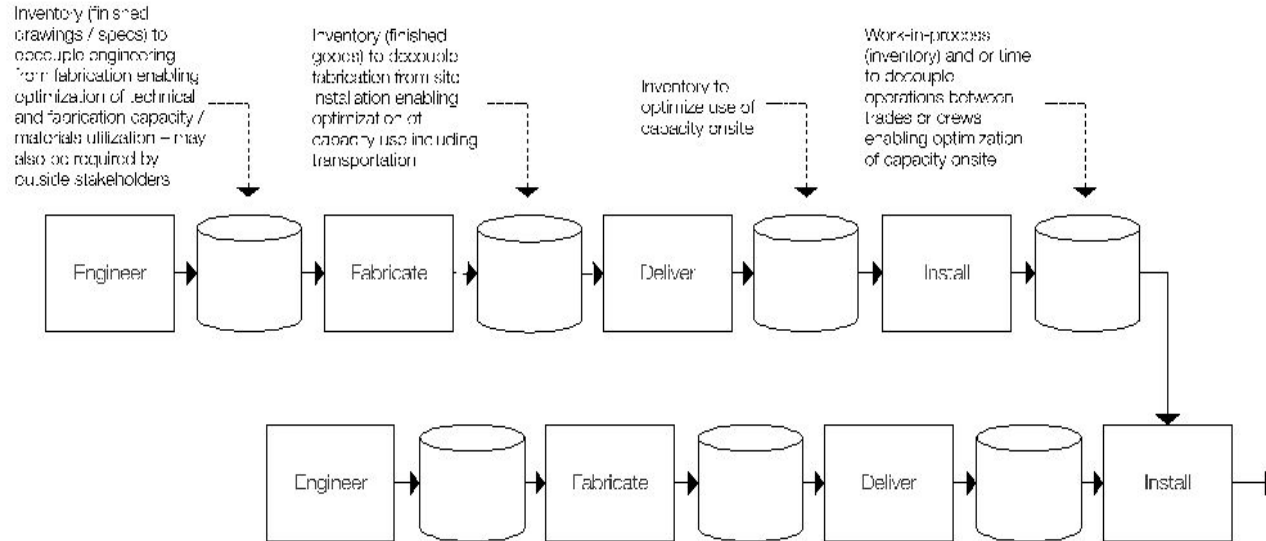 Inventory (finished
drawings / specs) to
decouple engineering
from fabrication enabling
optimization of technical
and fabrication capacity /
materials utilization – may
also be required by
outside stakeholders
Inventory (finished
goods) to decouple
fabrication from site
installation enabling
optimization of
capacity use including
transportation
Inventory to
optimize use of
capacity onsite
Work-in-process
(inventory) and or time
to decouple
operations between
trades or crews
enabling optimization
of capacity onsite
Engineer
Fabricate
Deliver
Install
Engineer
Fabricate
Deliver
Install